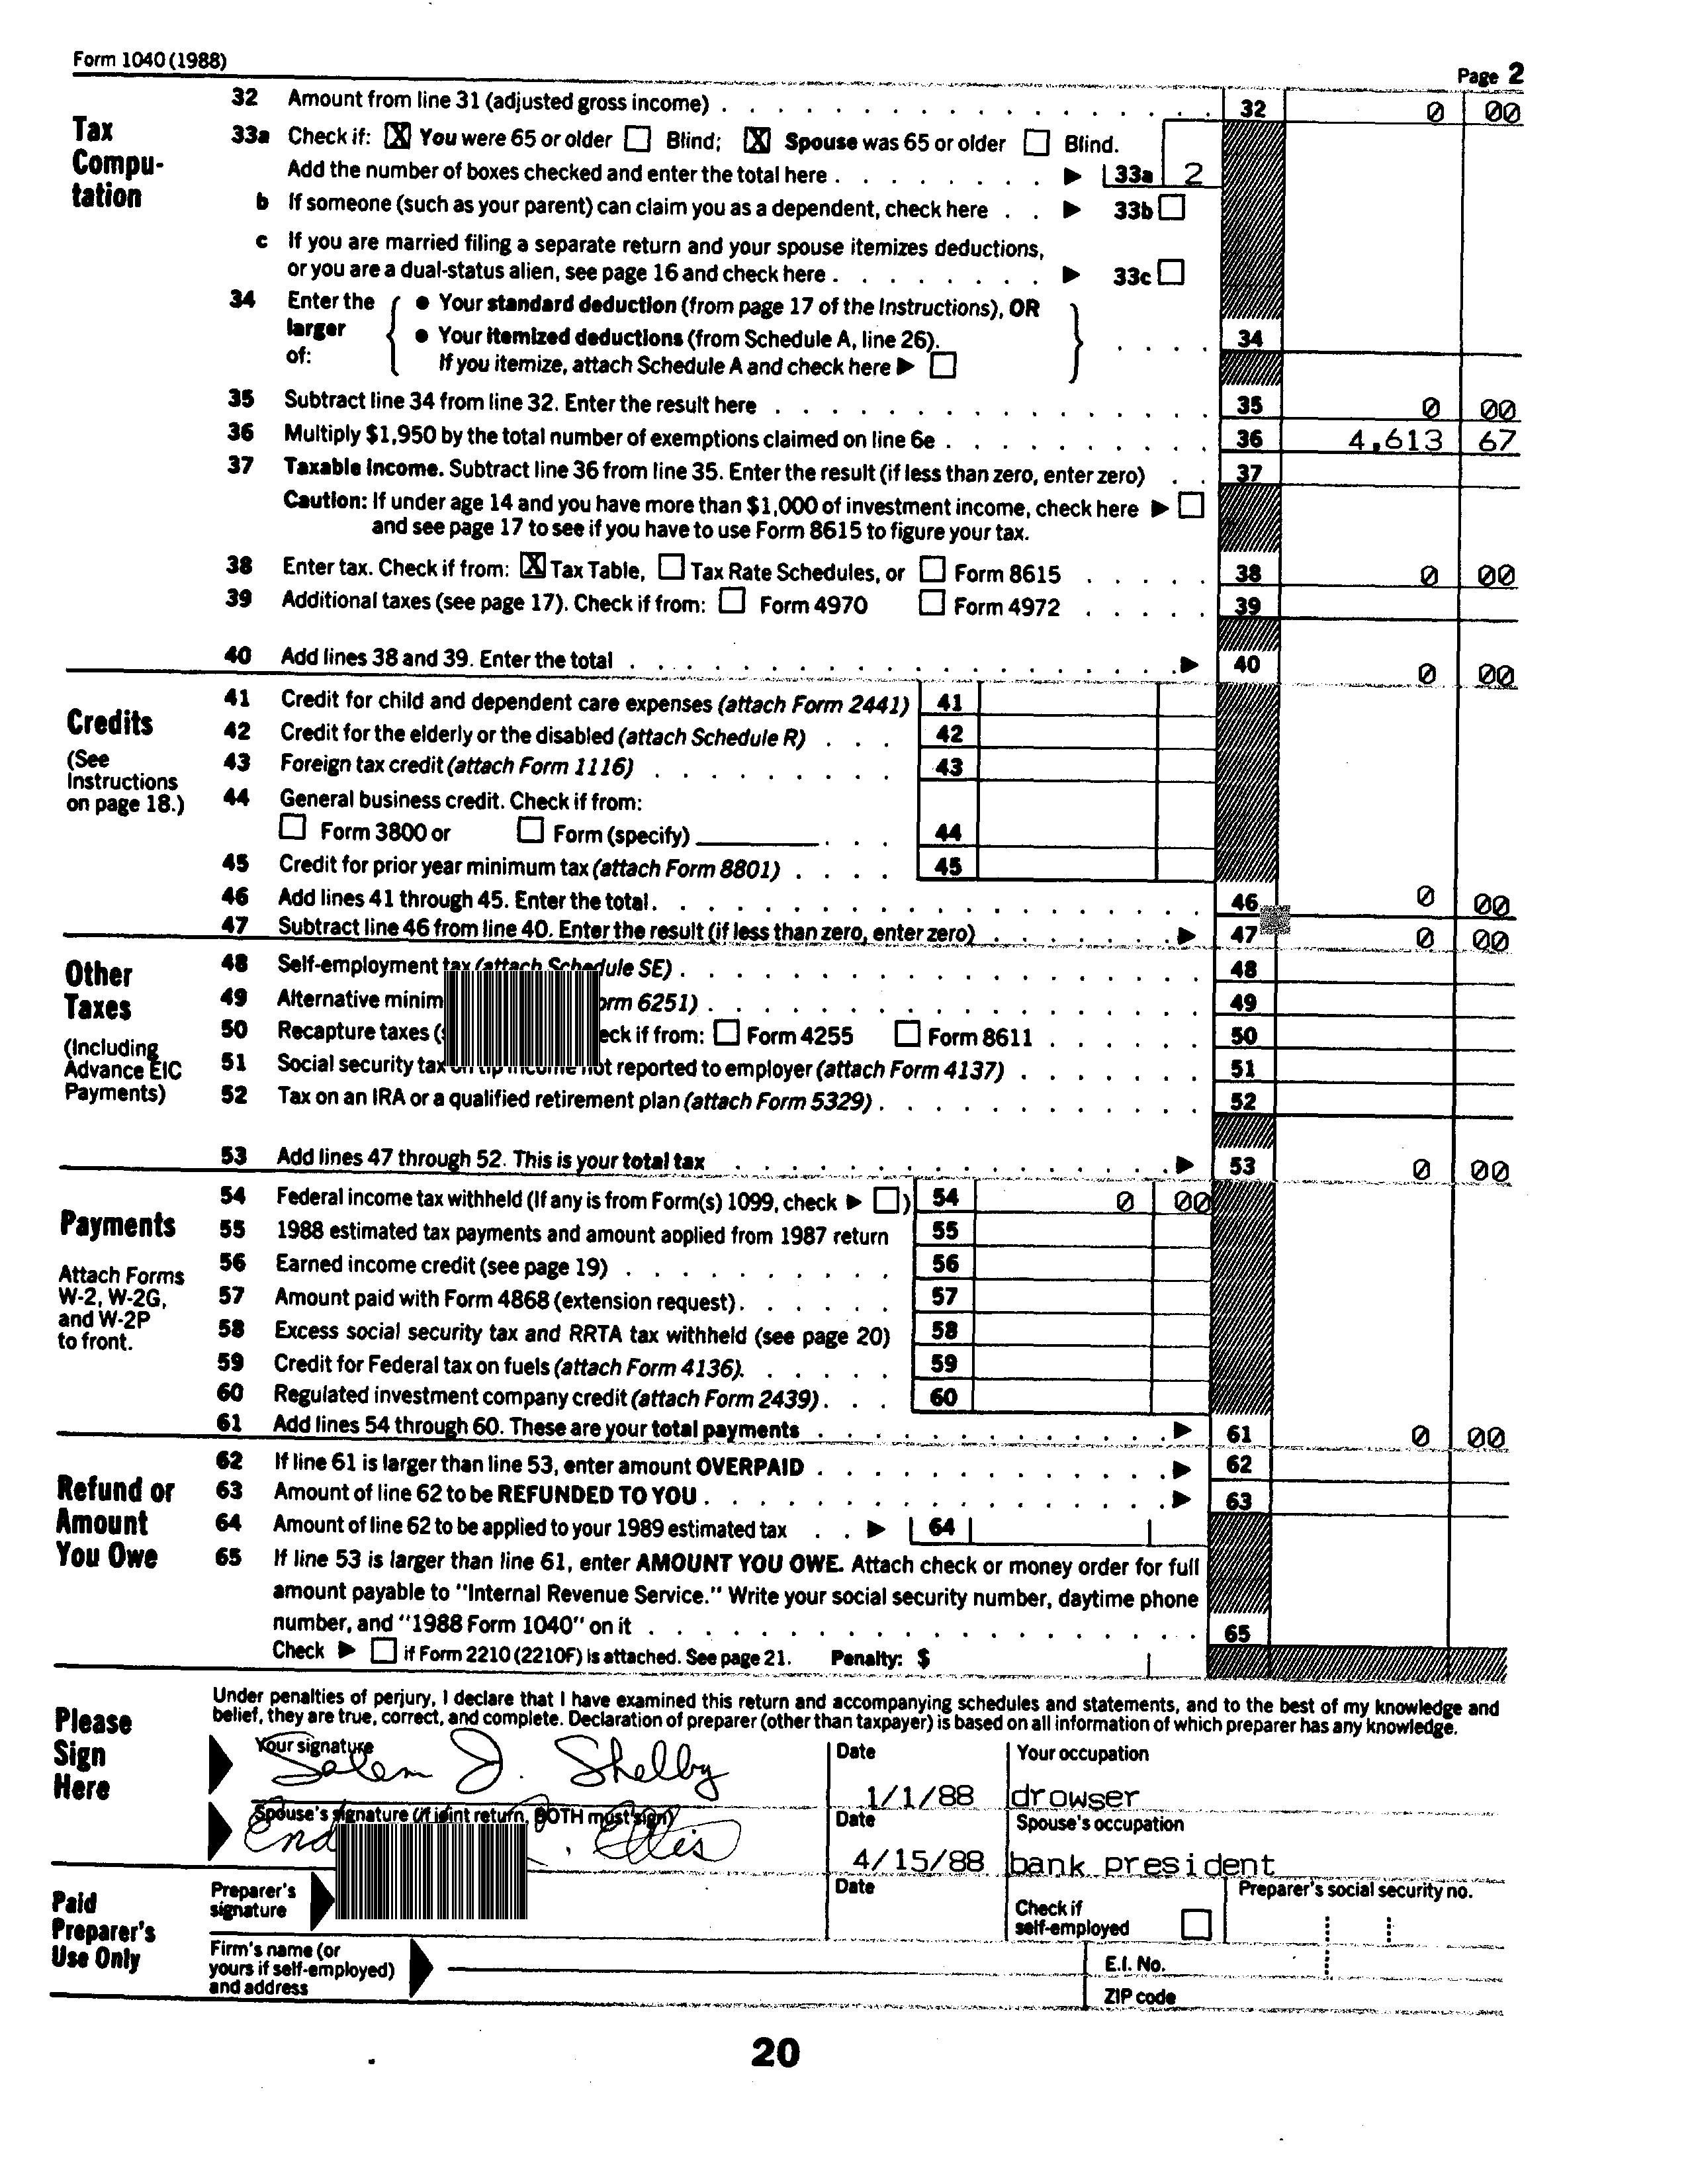 Form 1040 (1988)
Page 2
Tax Compu-
tation
32 Amount from line 31 (adjusted gross income) 32 0 00
33a Check if: X You were 65 or older Blind; X Spouse was 65 or older Blind.
Add the number of boxes checked and enter the total here 33a 2
b If someone (such as your parent) can claim you as a dependent, check here 33b
c If you are married filing a separate return and your spouse itemizes deductions,
or you are a dual-status alien, see page 16 and check here 33c
34 Enter the larger of:
• Your standard deduction (from page 17 of the Instructions), OR
• Your itemized deductions (from Schedule A, line 26).
If you itemize, attach Schedule A and check here ▶
34
35 Subtract line 34 from line 32. Enter the result here 35 0 00
36 Multiply $1,950 by the total number of exemptions claimed on line 6e 36 4,613 67
37 Taxable income. Subtract line 36 from line 35. Enter the result (if less than zero, enter zero) 37
Caution: If under age 14 and you have more than $1,000 of investment income, check here ▶
and see page 17 to see if you have to use Form 8615 to figure your tax.
38 Enter tax. Check if from: X Tax Table, Tax Rate Schedules, or Form 8615 38 0 00
39 Additional taxes (see page 17). Check if from: Form 4970 Form 4972 39
40 Add lines 38 and 39. Enter the total ▶ 40 0 00
Credits
(See
Instructions
on page 18.)
41 Credit for child and dependent care expenses (attach Form 2441) 41
42 Credit for the elderly or the disabled (attach Schedule R) 42
43 Foreign tax credit (attach Form 1116) 43
44 General business credit. Check if from:
Form 3800 or Form (specify) 44
45 Credit for prior year minimum tax (attach Form 8801) 45
46 Add lines 41 through 45. Enter the total 46 0 00
47 Subtract line 46 from line 40. Enter the result (if less than zero, enter zero) ▶ 47 0 00
Other
Taxes
(Including
Advance EIC
Payments)
48 Self-employment tax (attach Schedule SE) 48
49 Alternative minim orm 6251) 49
50 Recapture taxes ( eck if from: Form 4255 Form 8611 50
51 Social security tax on tip income not reported to employer (attach Form 4137) 51
52 Tax on an IRA or a qualified retirement plan (attach Form 5329) 52
53 Add lines 47 through 52. This is your total tax ▶ 53 0 00
Payments
Attach Forms
W-2, W-2G,
and W-2P
to front.
54 Federal income tax withheld (If any is from Form(s) 1099, check ▶ ) 54 0 00
55 1988 estimated tax payments and amount applied from 1987 return 55
56 Earned income credit (see page 19) 56
57 Amount paid with Form 4868 (extension request) 57
58 Excess social security tax and RRTA tax withheld (see page 20) 58
59 Credit for Federal tax on fuels (attach Form 4136) 59
60 Regulated investment company credit (attach Form 2439) 60
61 Add lines 54 through 60. These are your total payments ▶ 61 0 00
Refund or
Amount
You Owe
62 If line 61 is larger than line 53, enter amount OVERPAID ▶ 62
63 Amount of line 62 to be REFUNDED TO YOU ▶ 63
64 Amount of line 62 to be applied to your 1989 estimated tax ▶ 64
65 If line 53 is larger than line 61, enter AMOUNT YOU OWE. Attach check or money order for full
amount payable to "Internal Revenue Service." Write your social security number, daytime phone
number, and "1988 Form 1040" on it 65
Check ▶ if Form 2210 (2210F) is attached. See page 21. Penalty: $
Please
Sign
Here
Under penalties of perjury, I declare that I have examined this return and accompanying schedules and statements, and to the best of my knowledge and
belief, they are true, correct, and complete. Declaration of preparer (other than taxpayer) is based on all information of which preparer has any knowledge.
Your signature Date Your occupation
Salem J. Shelby 1/1/88 drowser
Spouse's signature (if joint return, BOTH must sign) Date Spouse's occupation
Ellis 4/15/88 bank president
Paid
Preparer's
Use Only
Preparer's
signature
Date
Check if
self-employed
Preparer's social security no.
Firm's name (or
yours if self-employed)
and address
E.I. No.
ZIP code
20